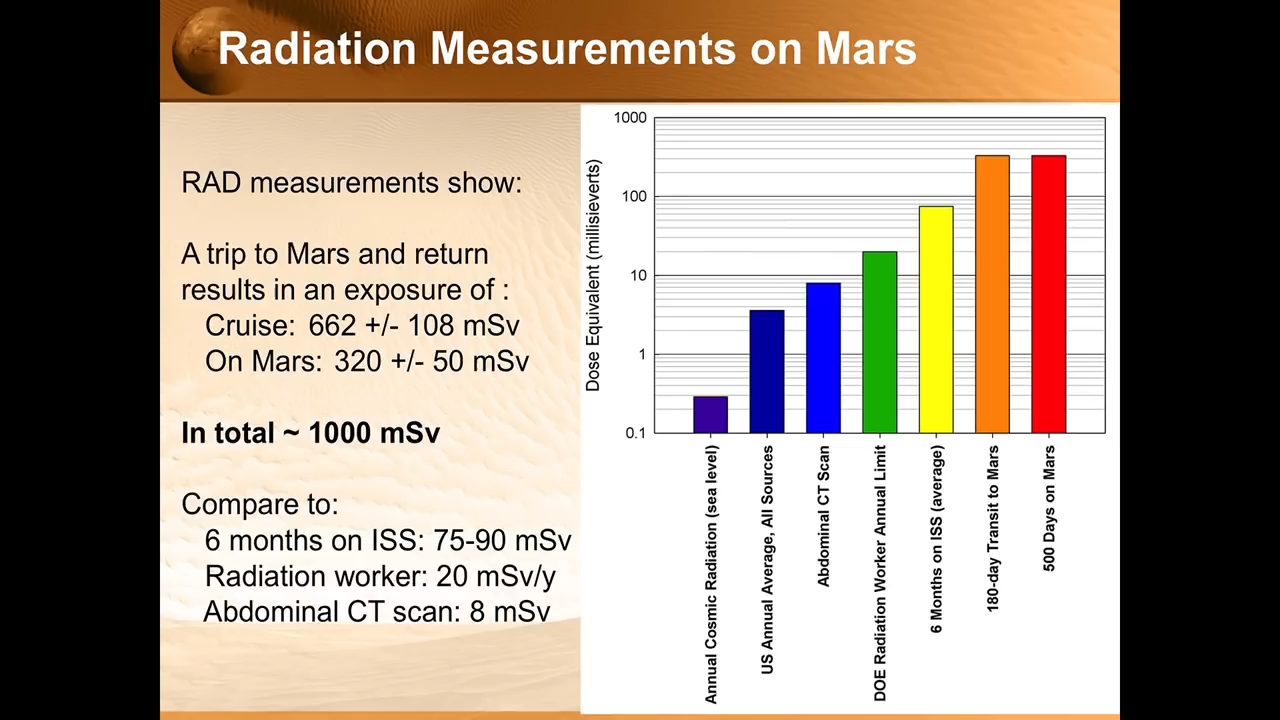 Radiation Measurements on Mars
RAD measurements show:
A trip to Mars and return
results in an exposure of :
Cruise: 662 +/- 108 mSv
On Mars: 320 +/- 50 mSv
In total ~ 1000 mSv
Compare to:
6 months on ISS: 75-90 mSv
Radiation worker: 20 mSv/y
Abdominal CT scan: 8 mSv
Dose Equivalent (millisieverts)
1000
100
10
1
0.1
Annual Cosmic Radiation (sea level)
US Annual Average, All Sources
Abdominal CT Scan
DOE Radiation Worker Annual Limit
6 Months on ISS (average)
180-day Transit to Mars
500 Days on Mars